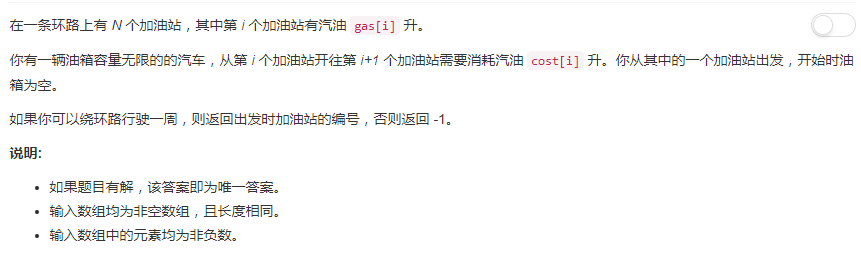 在一条环路上有 N 个加油站，其中第 i 个加油站有汽油 gas[i] 升。
你有一辆油箱容量无限的的汽车，从第 i 个加油站开往第 i+1 个加油站需要消耗汽油 cost[i] 升。你从其中的一个加油站出发，开始时油
箱为空。
如果你可以绕环路行驶一周，则返回出发时加油站的编号，否则返回 -1。
说明:
• 如果题目有解，该答案即为唯一答案。
• 输入数组均为非空数组，且长度相同。
• 输入数组中的元素均为非负数。